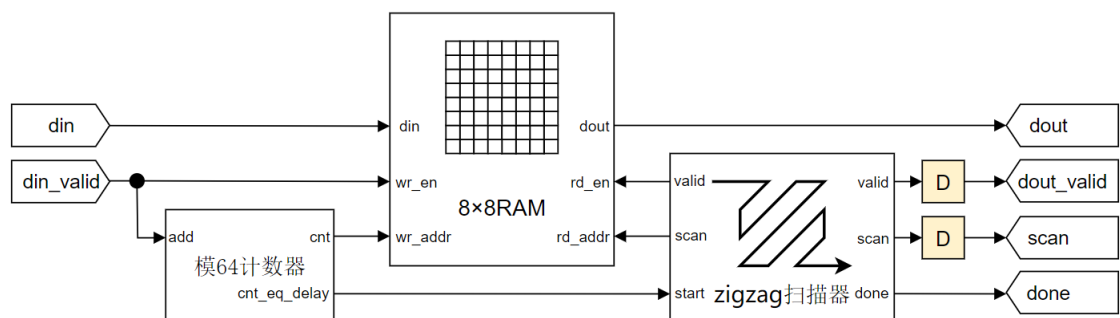 din
din_valid
din
dout
wr_en
rd_en
8×8RAM
wr_addr
rd_addr
add
cnt
模64计数器
cnt_eq_delay
valid
valid
scan
scan
start
zigzag扫描器
done
D
D
dout
dout_valid
scan
done